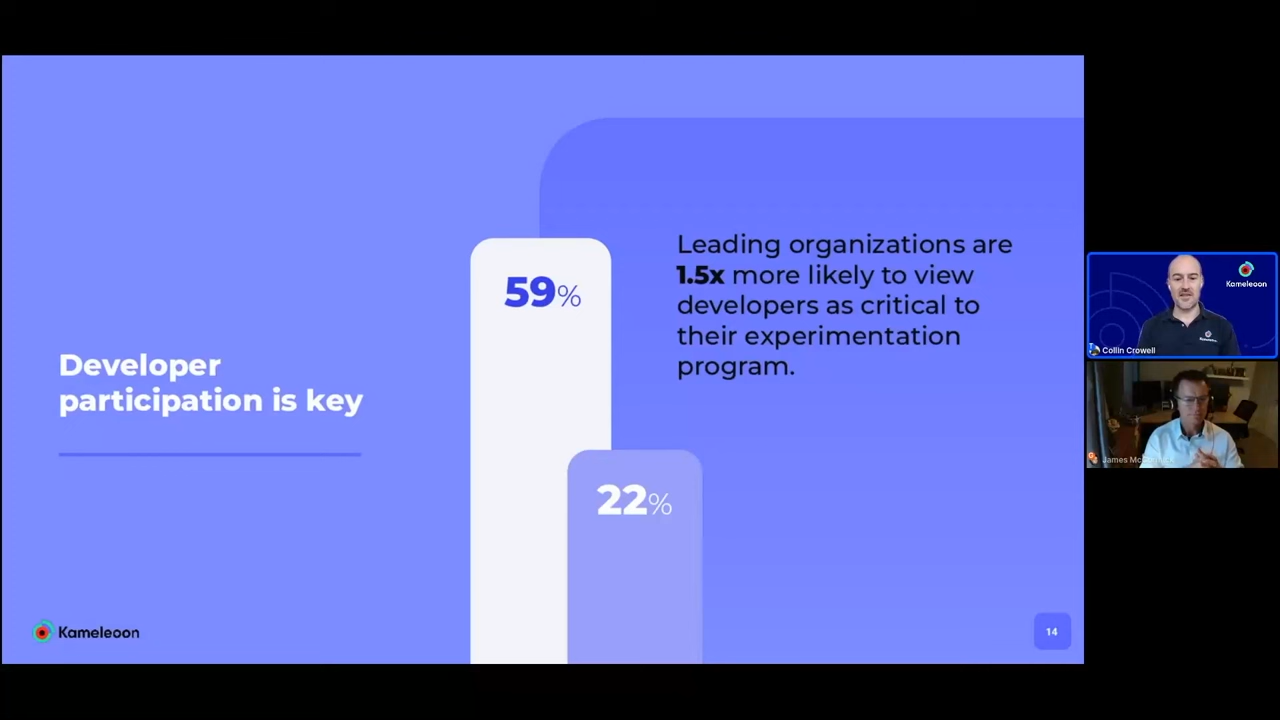 Developer
participation is key
59%
22%
Leading organizations are
1.5x more likely to view
developers as critical to
their experimentation
program.
Kameleoon
14
Kameleoon
Collin Crowell
James